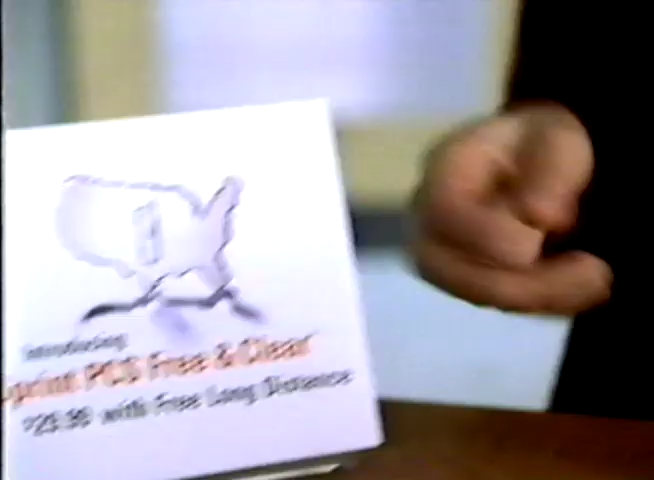 Introducing
Sprint PCS Free & Clear
$29.99 with Free Long Distance